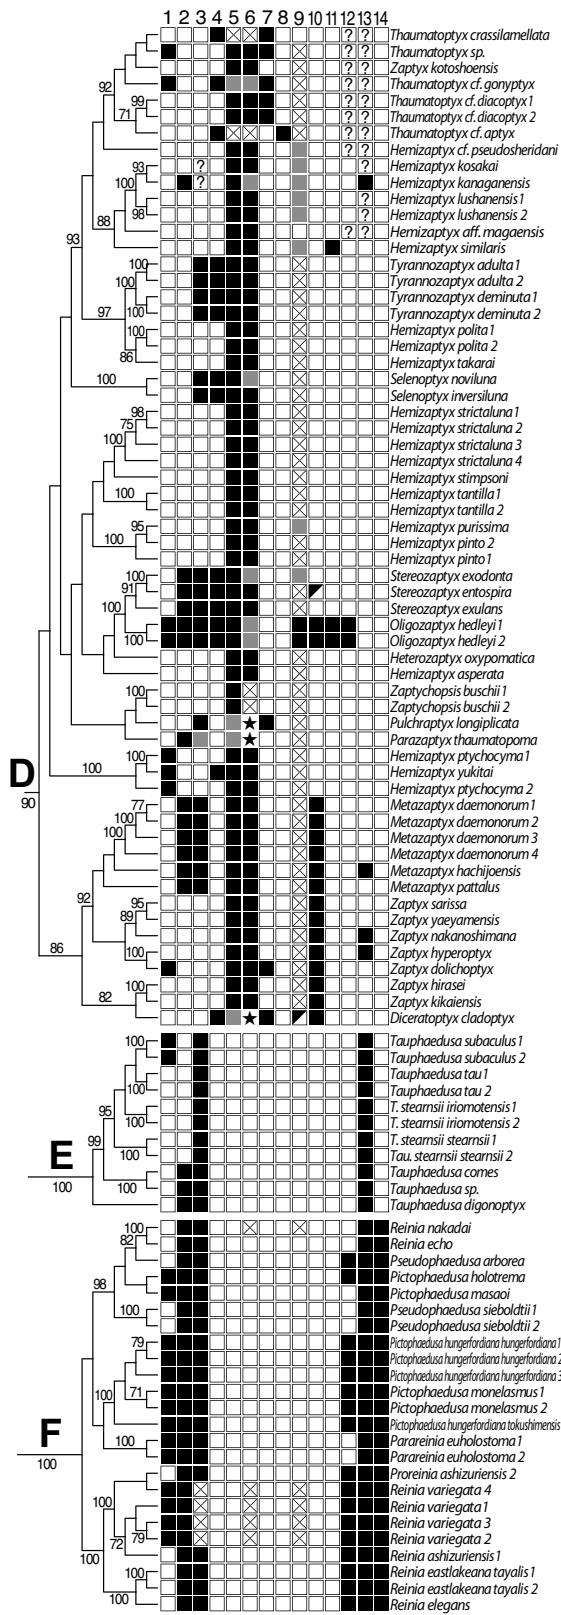 1 2 3 4 5 6 7 8 9 10 11 12 13 14
Thaumatoptyx crassilamellata ? ?
Thaumatoptyx sp. ? ?
Zaptyx kotoshoensis ? ?
92 Thaumatoptyx cf. gonyptyx ? ?
99 Thaumatoptyx cf. diacoptyx 1 ? ?
71 Thaumatoptyx cf. diacoptyx 2 ? ?
Thaumatoptyx cf. aptyx ? ?
Hemizaptyx cf. pseudosheridani ? ?
93 ? Hemizaptyx kosakai ?
100 ? Hemizaptyx kanaganensis
Hemizaptyx lushanensis 1 ?
88 98 Hemizaptyx lushanensis 2 ?
Hemizaptyx aff. magaensis ? ?
93 Hemizaptyx similaris
100 Tyrannozaptyx adulta 1
Tyrannozaptyx adulta 2
Tyrannozaptyx deminuta 1
97 100 Tyrannozaptyx deminuta 2
100 Hemizaptyx polita 1
Hemizaptyx polita 2
86 Hemizaptyx takarai
100 Selenoptyx noviluna
Selenoptyx inversiluna
98 Hemizaptyx strictaluna 1
75 Hemizaptyx strictaluna 2
100 Hemizaptyx strictaluna 3
Hemizaptyx strictaluna 4
Hemizaptyx stimpsoni
100 Hemizaptyx tantilla 1
Hemizaptyx tantilla 2
95 Hemizaptyx purissima
Hemizaptyx pinto 2
100 Hemizaptyx pinto 1
100 Stereozaptyx exodonta
91 Stereozaptyx entospira
100 Stereozaptyx exulans
Oligozaptyx hedleyi 1
100 Oligozaptyx hedleyi 2
Heterozaptyx oxypomatica
Hemizaptyx asperata
Zaptychopsis buschii 1
Zaptychopsis buschii 2
Pulchraptyx longiplicata
Parazaptyx thaumatopoma
100 Hemizaptyx ptychocyma 1
D 100 Hemizaptyx yukitai
Hemizaptyx ptychocyma 2
90 77 Metazaptyx daemonorum 1
100 Metazaptyx daemonorum 2
100 Metazaptyx daemonorum 3
Metazaptyx daemonorum 4
Metazaptyx hachijoensis
92 Metazaptyx pattalus
95 Zaptyx sarissa
89 Zaptyx yaeyamensis
Zaptyx nakanoshimana
86 100 Zaptyx hyperoptyx
Zaptyx dolichoptyx
100 Zaptyx hirasei
82 Zaptyx kikaiensis
Diceratoptyx cladoptyx
100 Tauphaedusa subaculus 1
Tauphaedusa subaculus 2
Tauphaedusa tau 1
100 Tauphaedusa tau 2
95 T. stearnsii iriomotensis 1
100 T. stearnsii iriomotensis 2
99 T. stearnsii stearnsii 1
E 100 Tau. stearnsii stearnsii 2
Tauphaedusa comes
100 100 Tauphaedusa sp.
Tauphaedusa digonoptyx
100 Reinia nakadai
82 Reinia echo
Pseudophaedusa arborea
98 Pictophaedusa holotrema
Pictophaedusa masaoi
100 Pseudophaedusa sieboldtii 1
Pseudophaedusa sieboldtii 2
79 Pictophaedusa hungerfordiana hungerfordiana 1
Pictophaedusa hungerfordiana hungerfordiana 2
Pictophaedusa hungerfordiana hungerfordiana 3
100 71 Pictophaedusa monelasmus 1
Pictophaedusa monelasmus 2
F Pictophaedusa hungerfordiana tokushimensis
100 Parareinia euholostoma 1
100 Parareinia euholostoma 2
Proreinia ashizuriensis 2
100 Reinia variegata 4
Reinia variegata 1
Reinia variegata 3
72 79 Reinia variegata 2
100 Reinia ashizuriensis 1
100 Reinia eastlakeana tayalis 1
Reinia eastlakeana tayalis 2
100 Reinia elegans